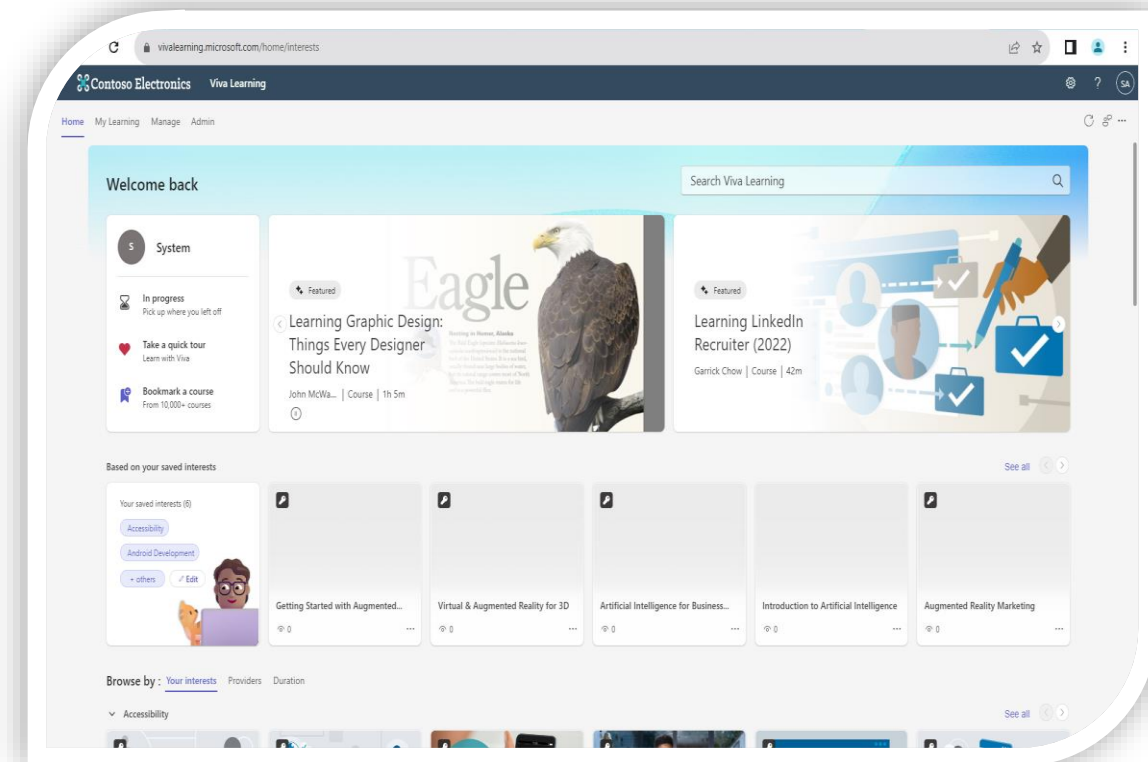 vivalearning.microsoft.com/home/interests
Contoso Electronics Viva Learning
? SA
Home My Learning Manage Admin
Welcome back
Search Viva Learning
S System
In progress
Pick up where you left off
Take a quick tour
Learn with Viva
Bookmark a course
From 10,000+ courses
Eagle
Featured
Learning Graphic Design:
Things Every Designer
Should Know
John McWa... | Course | 1h 5m
Featured
Learning LinkedIn
Recruiter (2022)
Garrick Chow | Course | 42m
Based on your saved interests
See all
Your saved interests (6)
Accessibility
Android Development
+ others
Edit
Getting Started with Augmented...
0
Virtual & Augmented Reality for 3D
0
Artificial Intelligence for Business...
0
Introduction to Artificial Intelligence
0
Augmented Reality Marketing
0
Browse by : Your interests Providers Duration
Accessibility
See all